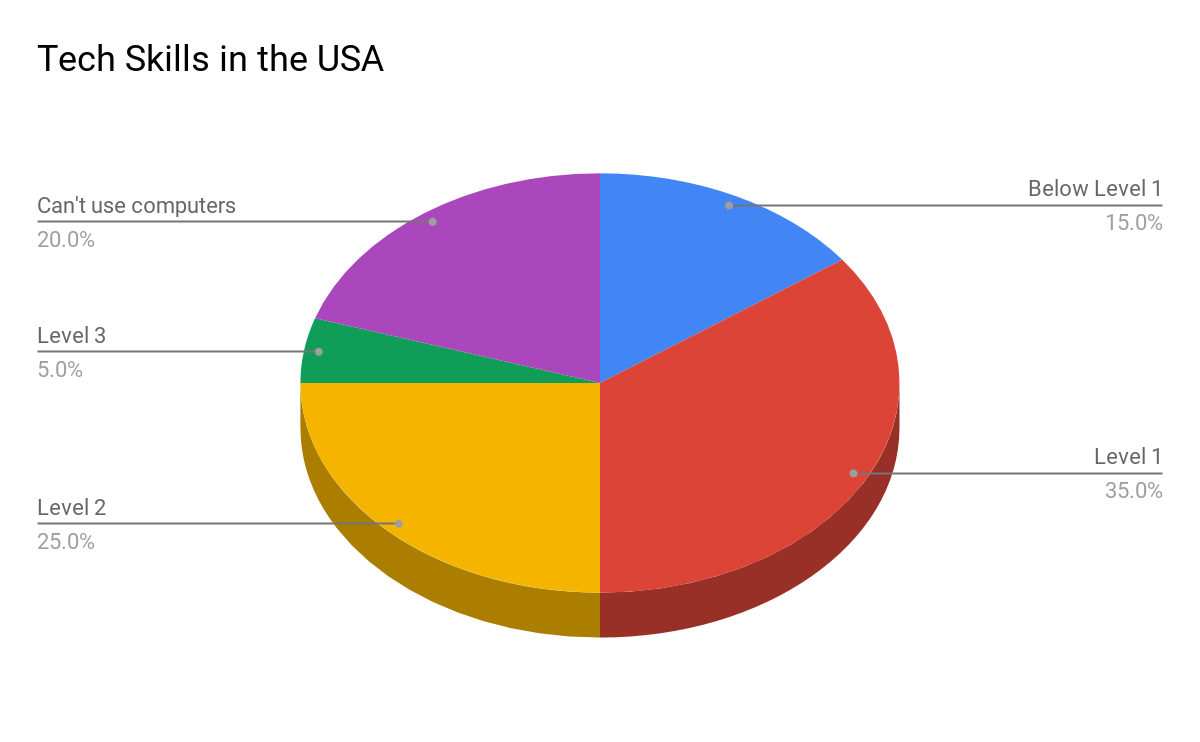 Tech Skills in the USA
Can't use computers
20.0%
Level 3
5.0%
Level 2
25.0%
Below Level 1
15.0%
Level 1
35.0%